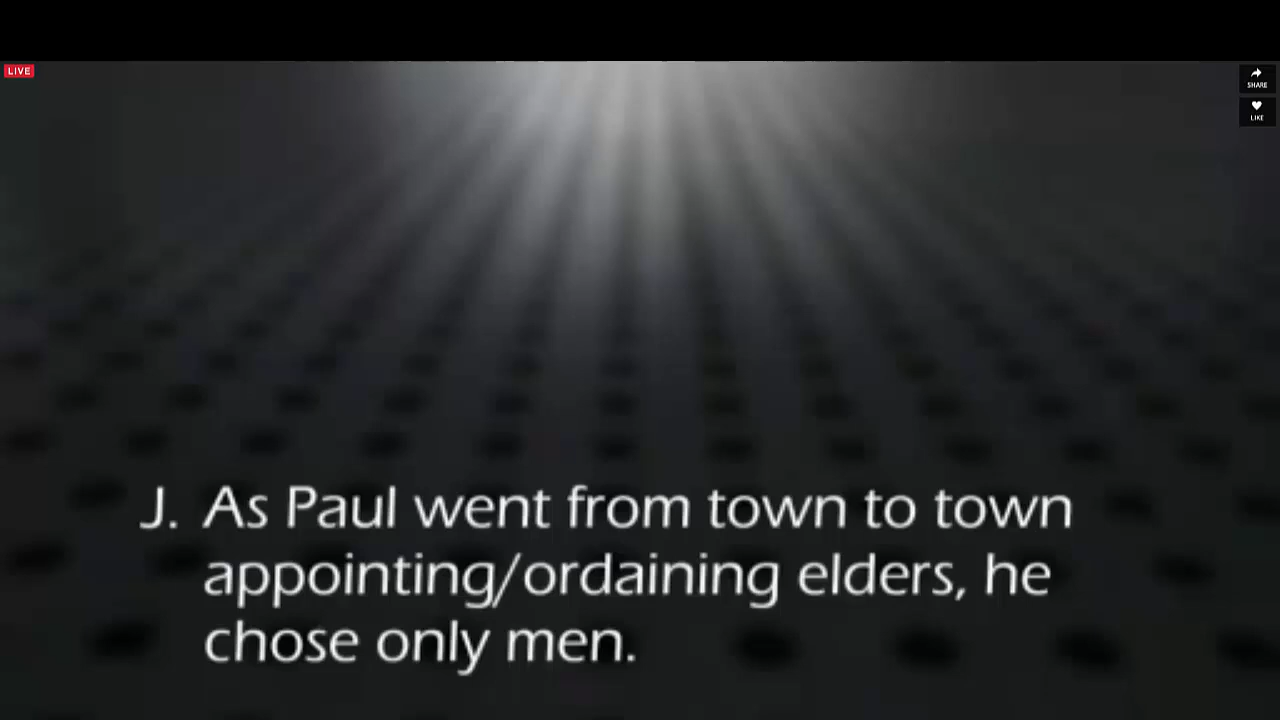 LIVE
SHARE
LIKE
J. As Paul went from town to town
appointing/ordaining elders, he
chose only men.